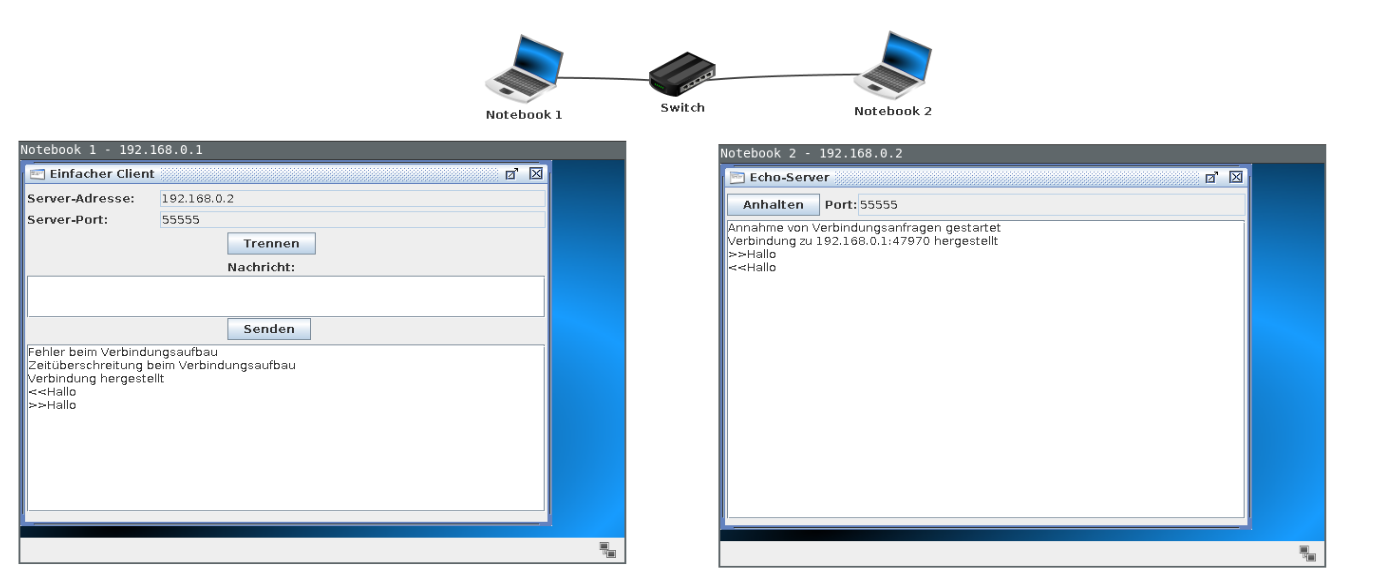 Notebook 1
Switch
Notebook 2
Notebook 1 - 192.168.0.1
Einfacher Client
Server-Adresse: 192.168.0.2
Server-Port: 55555
Trennen
Nachricht:
Senden
Fehler beim Verbindungsaufbau
Zeitüberschreitung beim Verbindungsaufbau
Verbindung hergestellt
<<Hallo
>>Hallo
Notebook 2 - 192.168.0.2
Echo-Server
Anhalten Port: 55555
Annahme von Verbindungsanfragen gestartet
Verbindung zu 192.168.0.1:47970 hergestellt
>>Hallo
<<Hallo